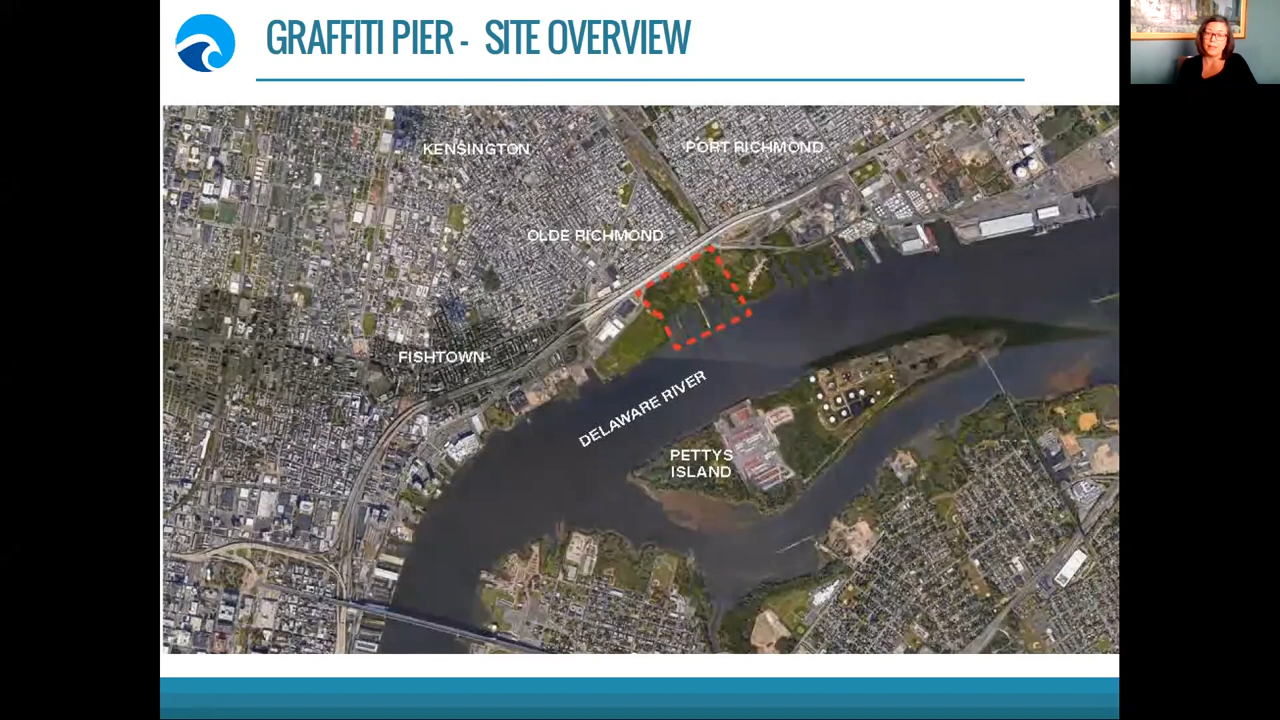 GRAFFITI PIER - SITE OVERVIEW
KENSINGTON
PORT RICHMOND
OLDE RICHMOND
FISHTOWN
DELAWARE RIVER
PETTYS
ISLAND